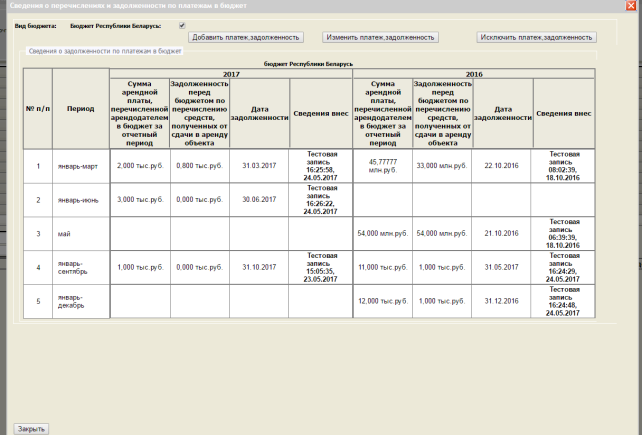 Сведения о перечислениях и задолженности по платежам в бюджет
Вид бюджета: Бюджет Республики Беларусь:
Добавить платеж,задолженность Изменить платеж,задолженность Исключить платеж,задолженность
Сведения о задолженности по платежам в бюджет
бюджет Республики Беларусь
№ п/п Период 2017 2016
Сумма арендной платы, перечисленной арендодателем в бюджет за отчетный период Задолженность перед бюджетом по перечислению средств, полученных от сдачи в аренду объекта Дата задолженности Сведения внес Сумма арендной платы, перечисленной арендодателем в бюджет за отчетный период Задолженность перед бюджетом по перечислению средств, полученных от сдачи в аренду объекта Дата задолженности Сведения внес
1 январь-март 2,000 тыс.руб. 0,800 тыс.руб. 31.03.2017 Тестовая запись 16:25:58, 24.05.2017 45,77777 млн.руб. 33,000 млн.руб. 22.10.2016 Тестовая запись 08:02:39, 18.10.2016
2 январь-июнь 3,000 тыс.руб. 0,000 тыс.руб. 30.06.2017 Тестовая запись 16:26:22, 24.05.2017
3 май 54,000 млн.руб. 54,000 млн.руб. 21.10.2016 Тестовая запись 06:39:39, 18.10.2016
4 январь-сентябрь 1,000 тыс.руб. 0,000 тыс.руб. 31.10.2017 Тестовая запись 15:05:35, 23.05.2017 11,000 тыс.руб. 1,000 тыс.руб. 31.05.2017 Тестовая запись 16:24:29, 24.05.2017
5 январь-декабрь 12,000 тыс.руб. 1,000 тыс.руб. 31.12.2016 Тестовая запись 16:24:48, 24.05.2017
Закрыть